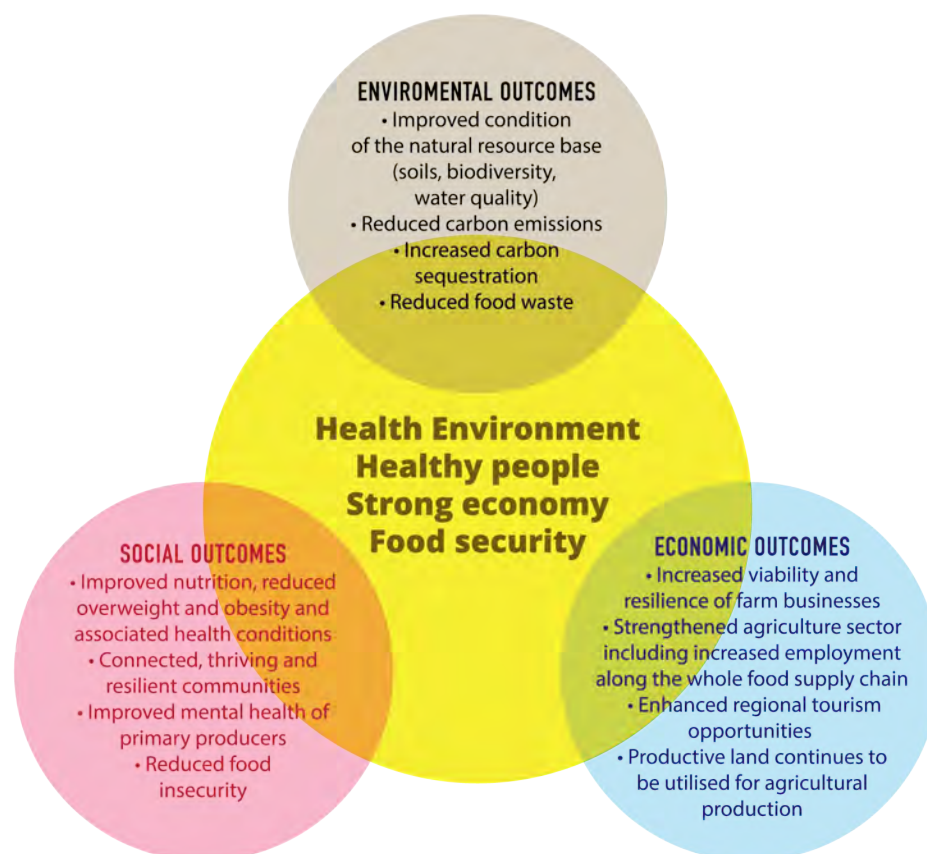 ENVIROMENTAL OUTCOMES
• Improved condition
of the natural resource base
(soils, biodiversity,
water quality)
• Reduced carbon emissions
• Increased carbon
sequestration
• Reduced food waste
Health Environment
Healthy people
Strong economy
Food security
SOCIAL OUTCOMES
• Improved nutrition, reduced
overweight and obesity and
associated health conditions
• Connected, thriving and
resilient communities
• Improved mental health of
primary producers
• Reduced food
insecurity
ECONOMIC OUTCOMES
• Increased viability and
resilience of farm businesses
• Strengthened agriculture sector
including increased employment
along the whole food supply chain
• Enhanced regional tourism
opportunities
• Productive land continues to
be utilised for agricultural
production